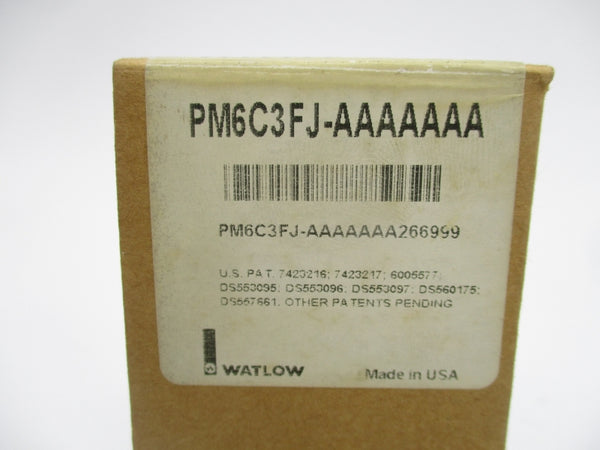 PM6C3FJ-AAAAAAA
PM6C3FJ-AAAAAAA266999
U.S. PAT. 7423216; 7423217; 6005577;
DS553095; DS553096; DS553097; DS560175;
DS557661. OTHER PATENTS PENDING
WATLOW
Made in USA